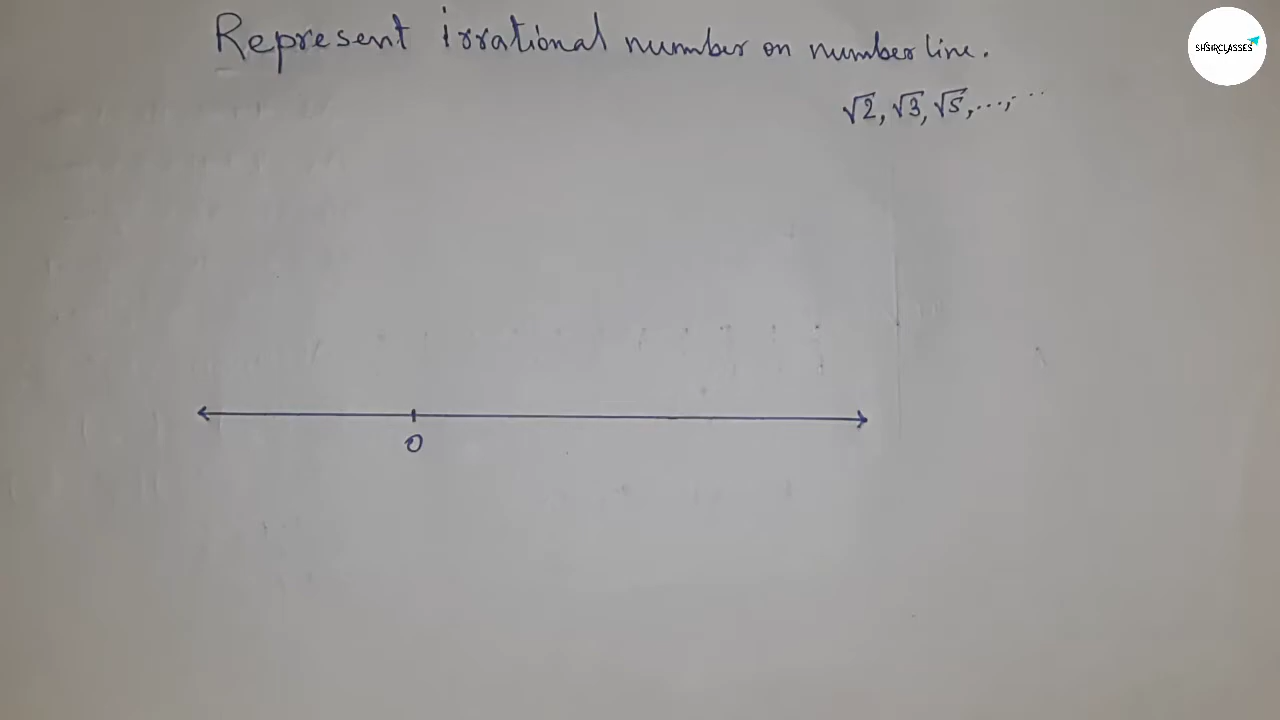 Represent irrational number on number line.
SHSIRCLASSES
√2, √3, √5, ..., ..
0